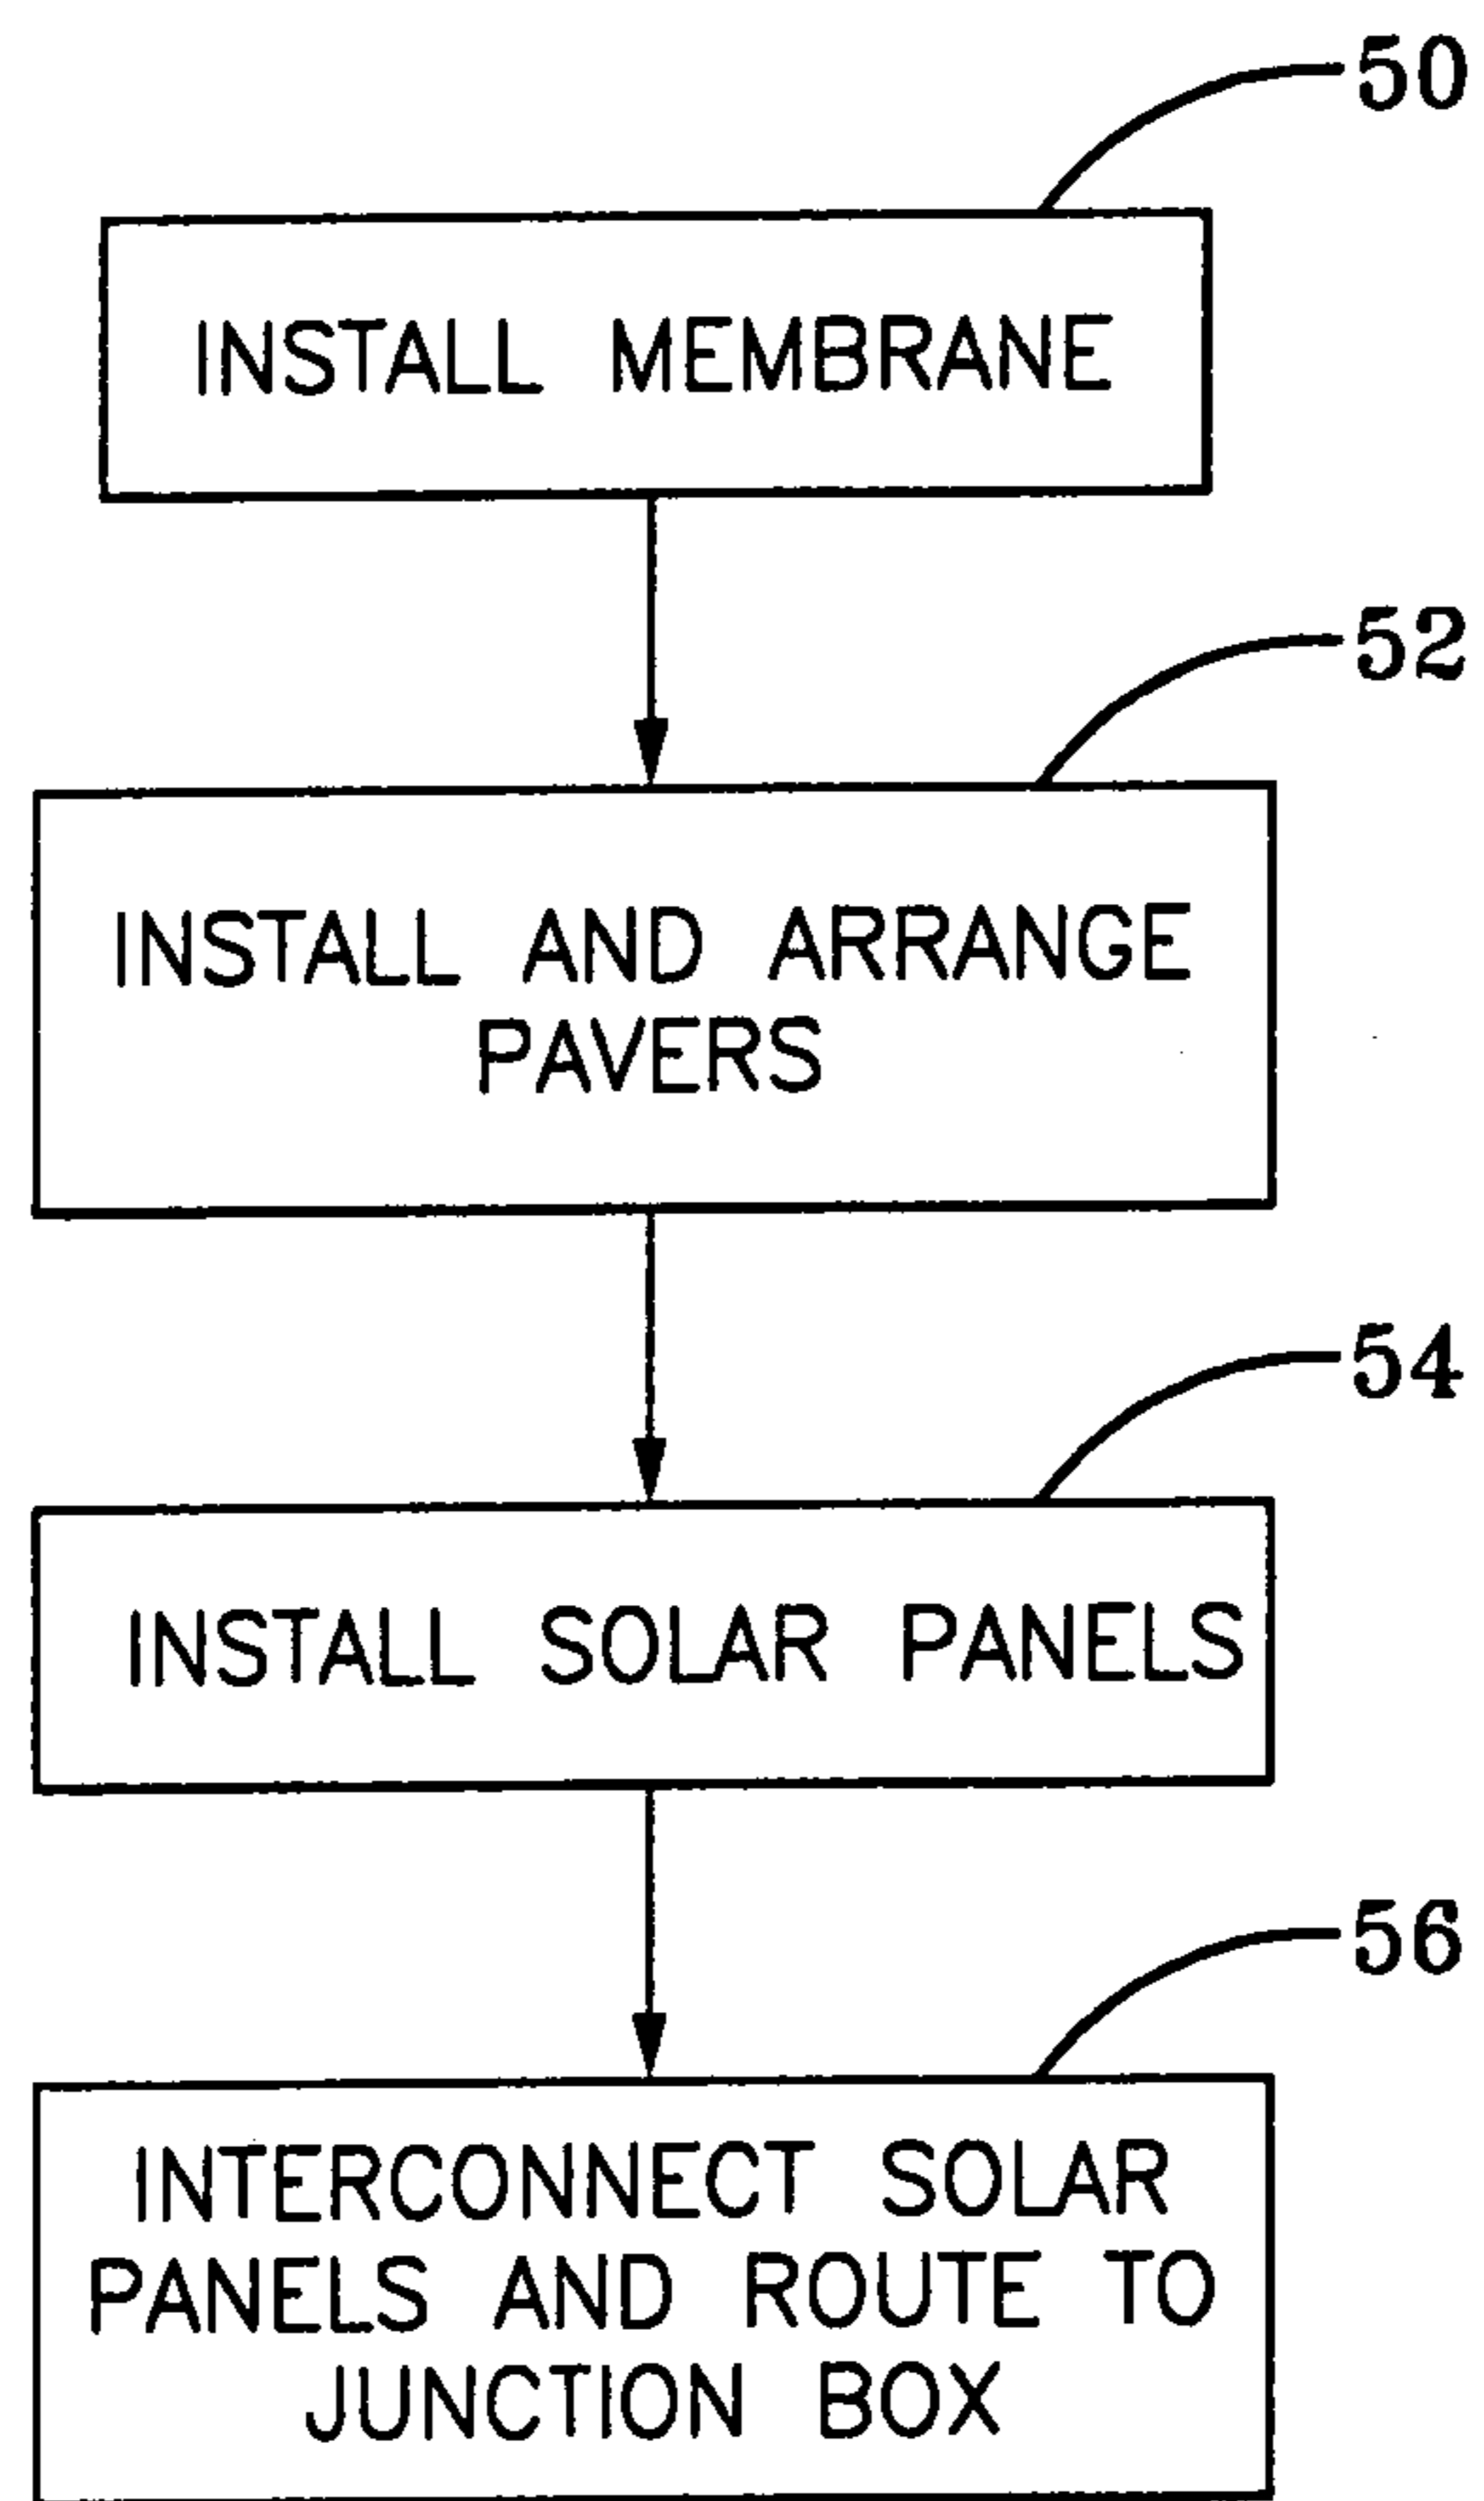 50
INSTALL MEMBRANE
52
INSTALL AND ARRANGE
PAVERS
54
INSTALL SOLAR PANELS
56
INTERCONNECT SOLAR
PANELS AND ROUTE TO
JUNCTION BOX